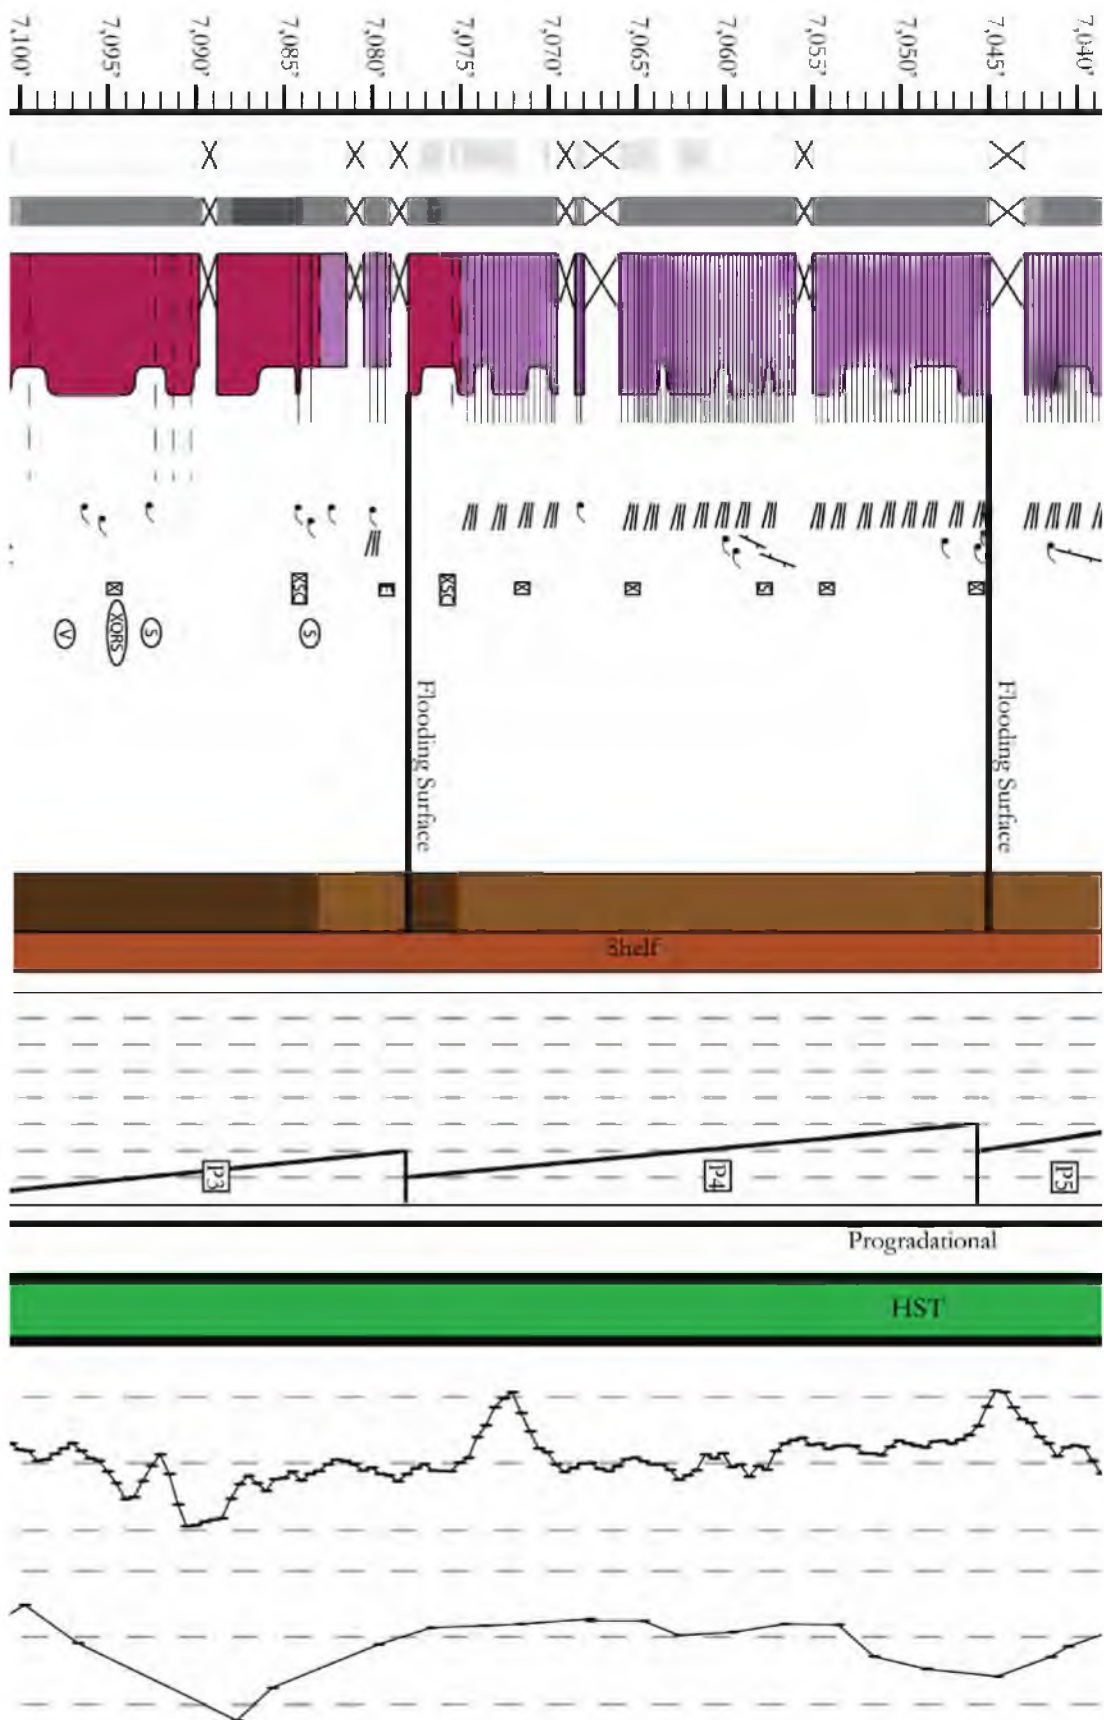 7,100'
7,095'
7,090'
7,085'
7,080'
7,075'
7,070'
7,065'
7,060'
7,055'
7,050'
7,045'
7,040'
KSC
E
KSC
S
V
XORS
S
S
Flooding Surface
Flooding Surface
Shelf
P3
P4
P5
Progradational
HST